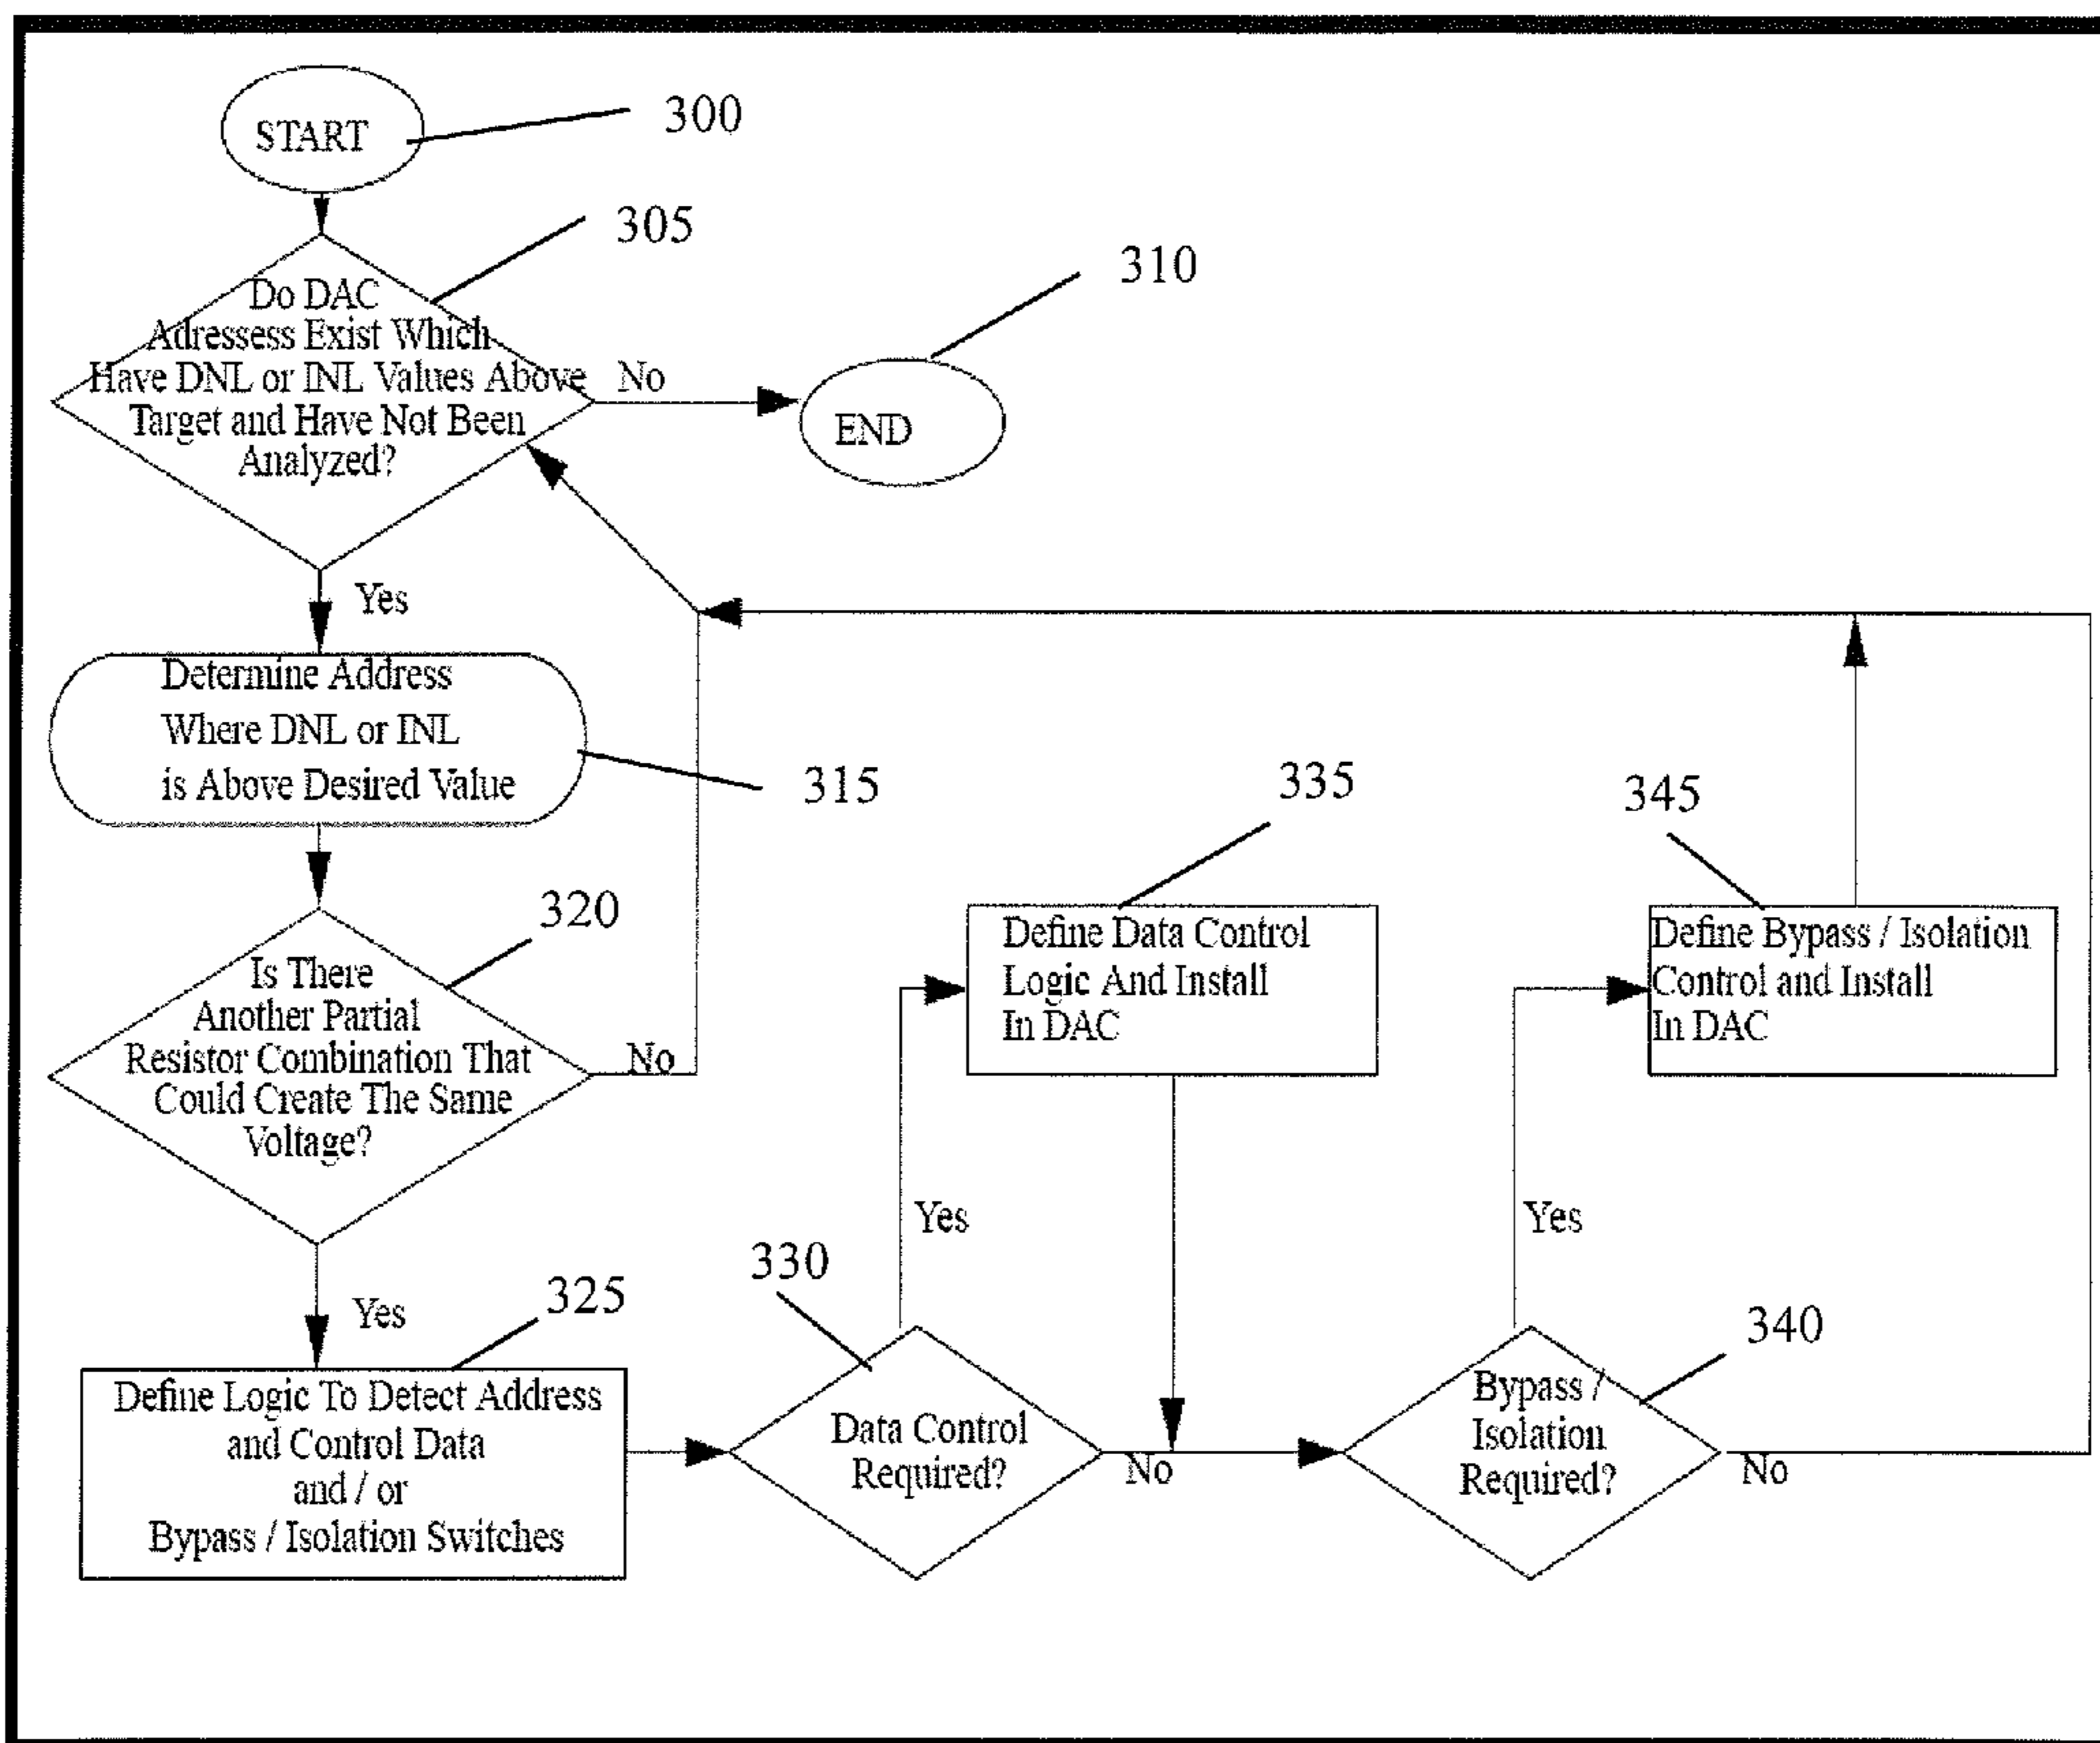 START
300
305
Do DAC
Adressess Exist Which
Have DNL or INL Values Above
Target and Have Not Been
Analyzed?
No
310
END
Yes
Determine Address
Where DNL or INL
is Above Desired Value
315
320
Is There
Another Partial
Resistor Combination That
Could Create The Same
Voltage?
No
Yes
325
Define Logic To Detect Address
and Control Data
and / or
Bypass / Isolation Switches
330
Data Control
Required?
Yes
No
335
Define Data Control
Logic And Install
In DAC
340
Bypass /
Isolation
Required?
Yes
No
345
Define Bypass / Isolation
Control and Install
In DAC